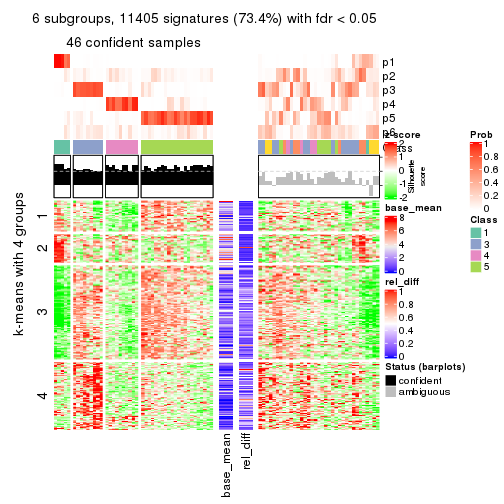 6 subgroups, 11405 signatures (73.4%) with fdr < 0.05
46 confident samples
p1
p2
p3
p4
p5
p6
Class
Silhouette
score
k-means with 4 groups
1
2
3
4
base_mean
rel_diff
z-score
2
1
0
-1
-2
base_mean
8
6
4
2
0
rel_diff
1
0.8
0.6
0.4
0.2
0
Status (barplots)
confident
ambiguous
Prob
1
0.8
0.6
0.4
0.2
0
Class
1
3
4
5